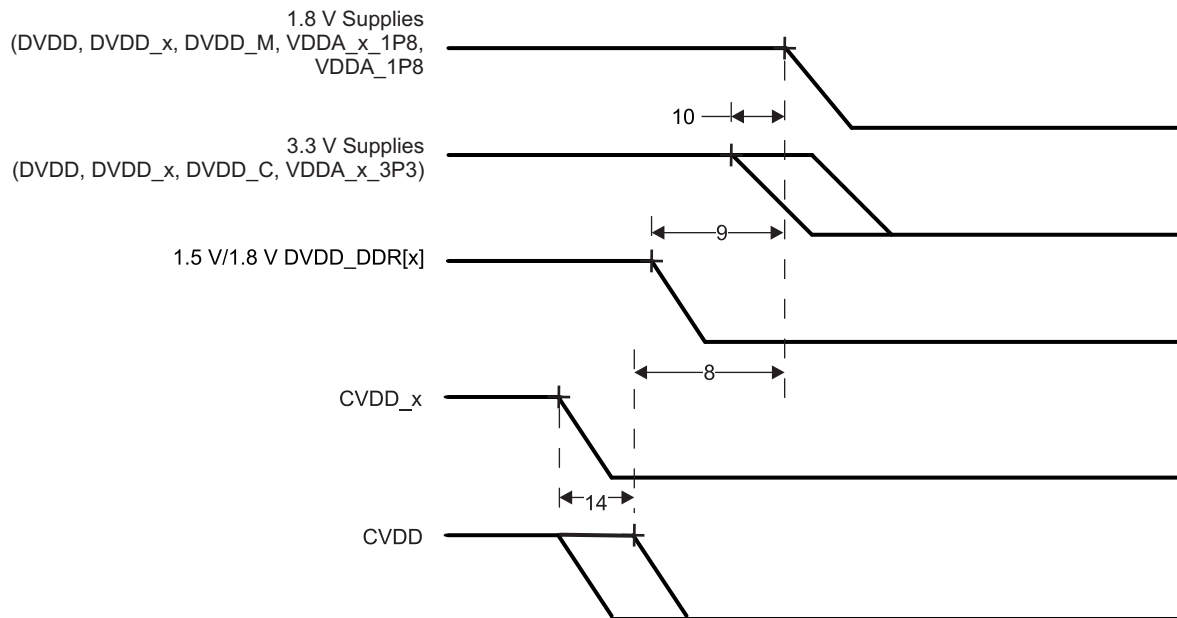 1.8 V Supplies
(DVDD, DVDD_x, DVDD_M, VDDA_x_1P8,
VDDA_1P8
10
3.3 V Supplies
(DVDD, DVDD_x, DVDD_C, VDDA_x_3P3)
9
1.5 V/1.8 V DVDD_DDR[x]
8
CVDD_x
14
CVDD